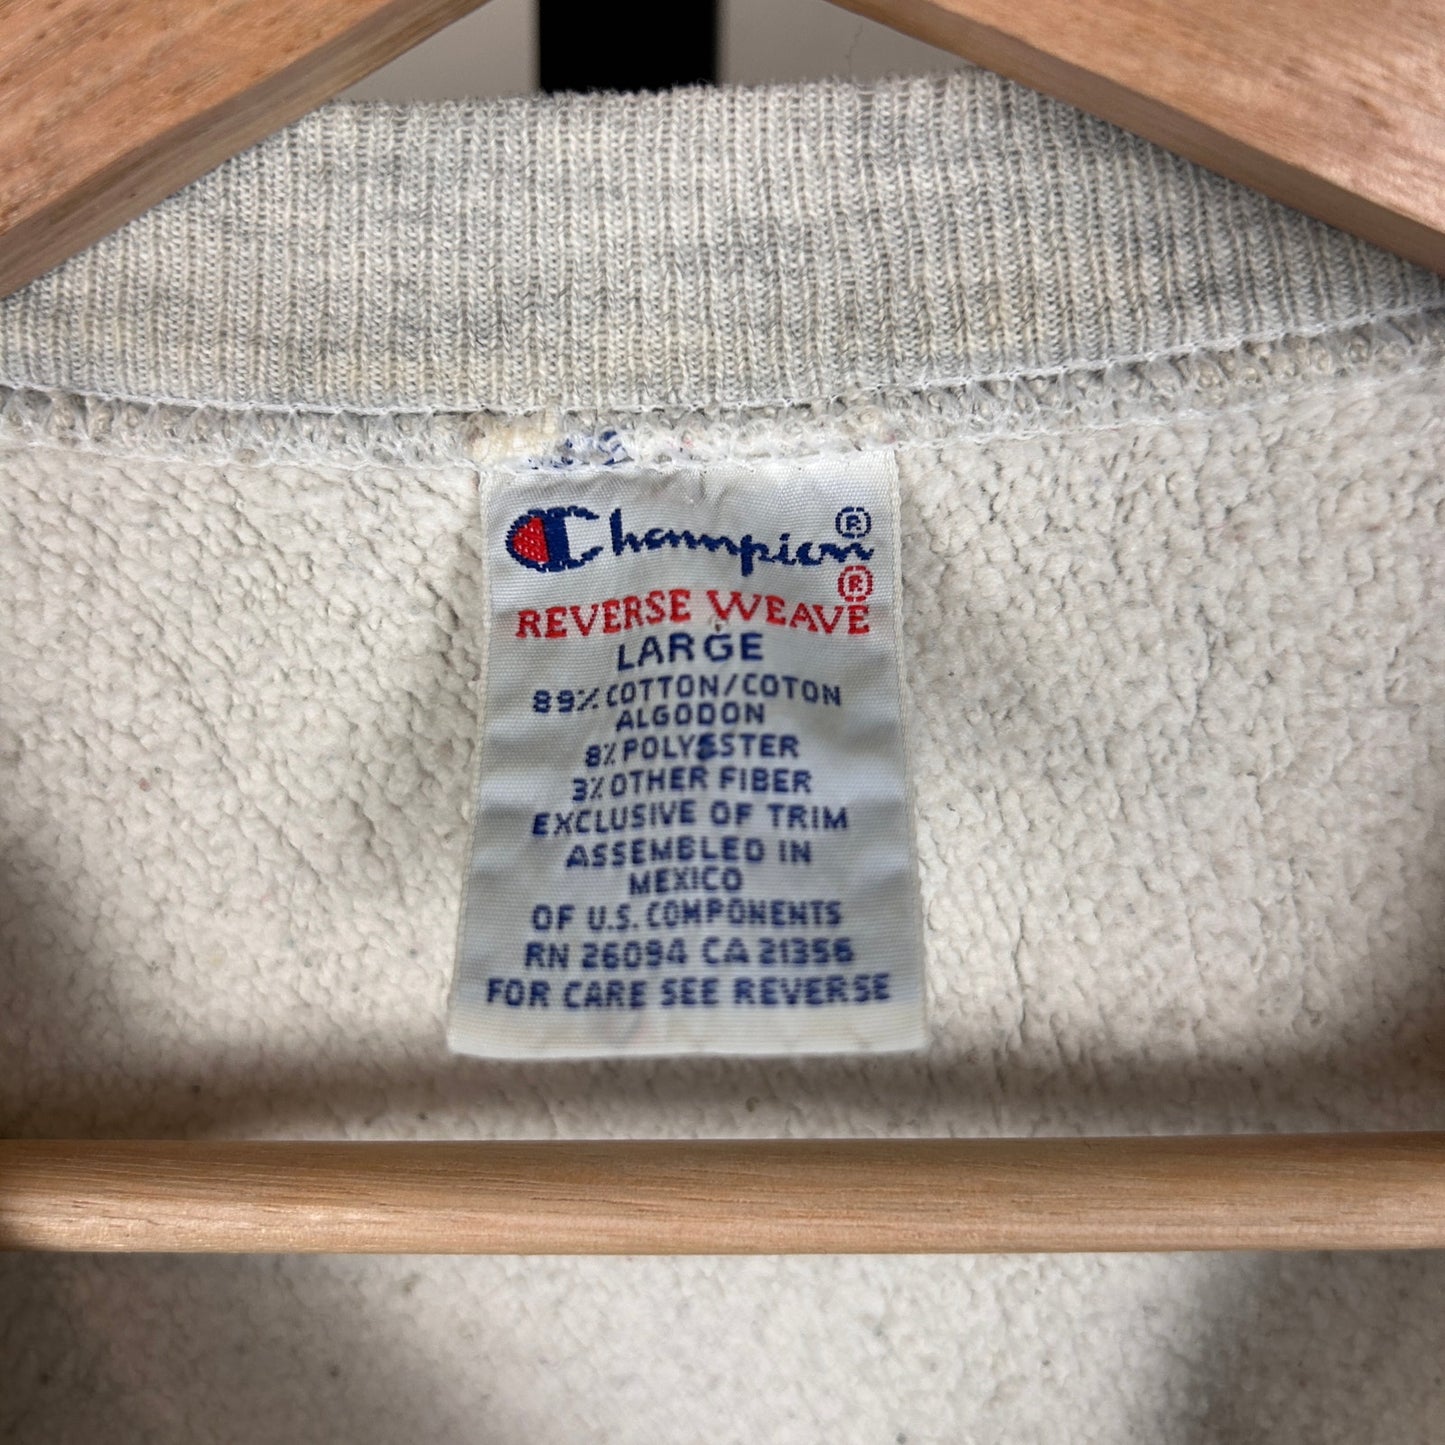 Champion®
REVERSE WEAVE®
LARGE
89% COTTON/COTON
ALGODON
8% POLYESTER
3% OTHER FIBER
EXCLUSIVE OF TRIM
ASSEMBLED IN
MEXICO
OF U.S. COMPONENTS
RN 26094 CA 21356
FOR CARE SEE REVERSE